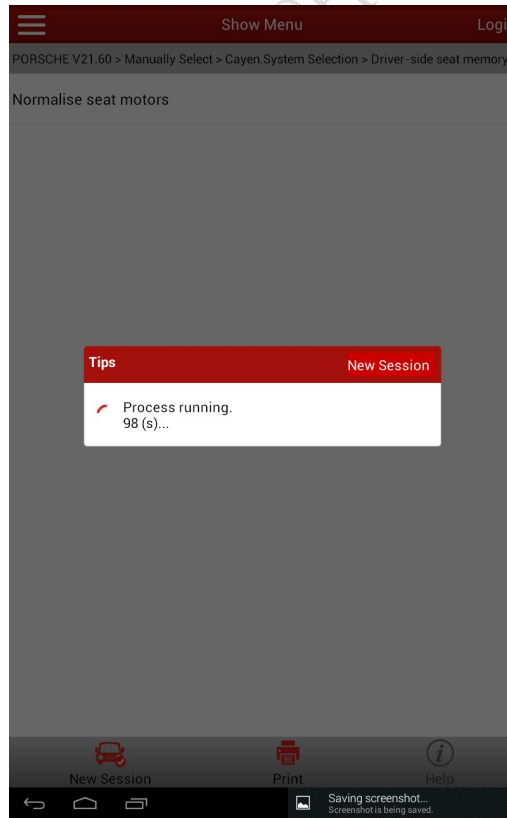 Show Menu
Logi
PORSCHE V21.60 > Manually Select > Cayen.System Selection > Driver-side seat memory
Normalise seat motors
Tips
New Session
Process running.
98 (s)...
New Session
Print
Help
Saving screenshot...
Screenshot is being saved.